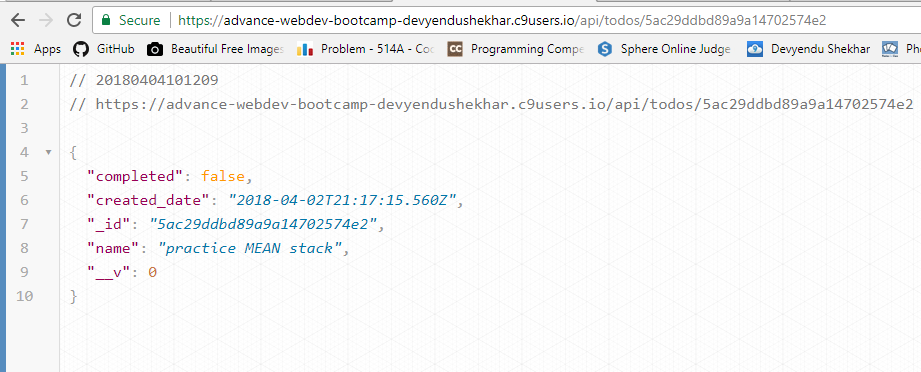 Secure https://advance-webdev-bootcamp-devyendushekhar.c9users.io/api/todos/5ac29ddbd89a9a14702574e2
Apps GitHub Beautiful Free Images Problem - 514A - Co CC Programming Compe S Sphere Online Judge Devyendu Shekhar Ph
1 // 20180404101209
2 // https://advance-webdev-bootcamp-devyendushekhar.c9users.io/api/todos/5ac29ddbd89a9a14702574e2
3
4 {
5 "completed": false,
6 "created_date": "2018-04-02T21:17:15.560Z",
7 "_id": "5ac29ddbd89a9a14702574e2",
8 "name": "practice MEAN stack",
9 "__v": 0
10 }